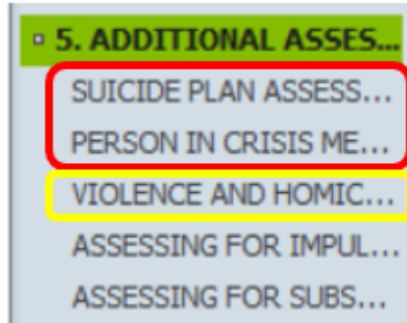 5. ADDITIONAL ASSES...
SUICIDE PLAN ASSESS...
PERSON IN CRISIS ME...
VIOLENCE AND HOMIC...
ASSESSING FOR IMPUL...
ASSESSING FOR SUBS...